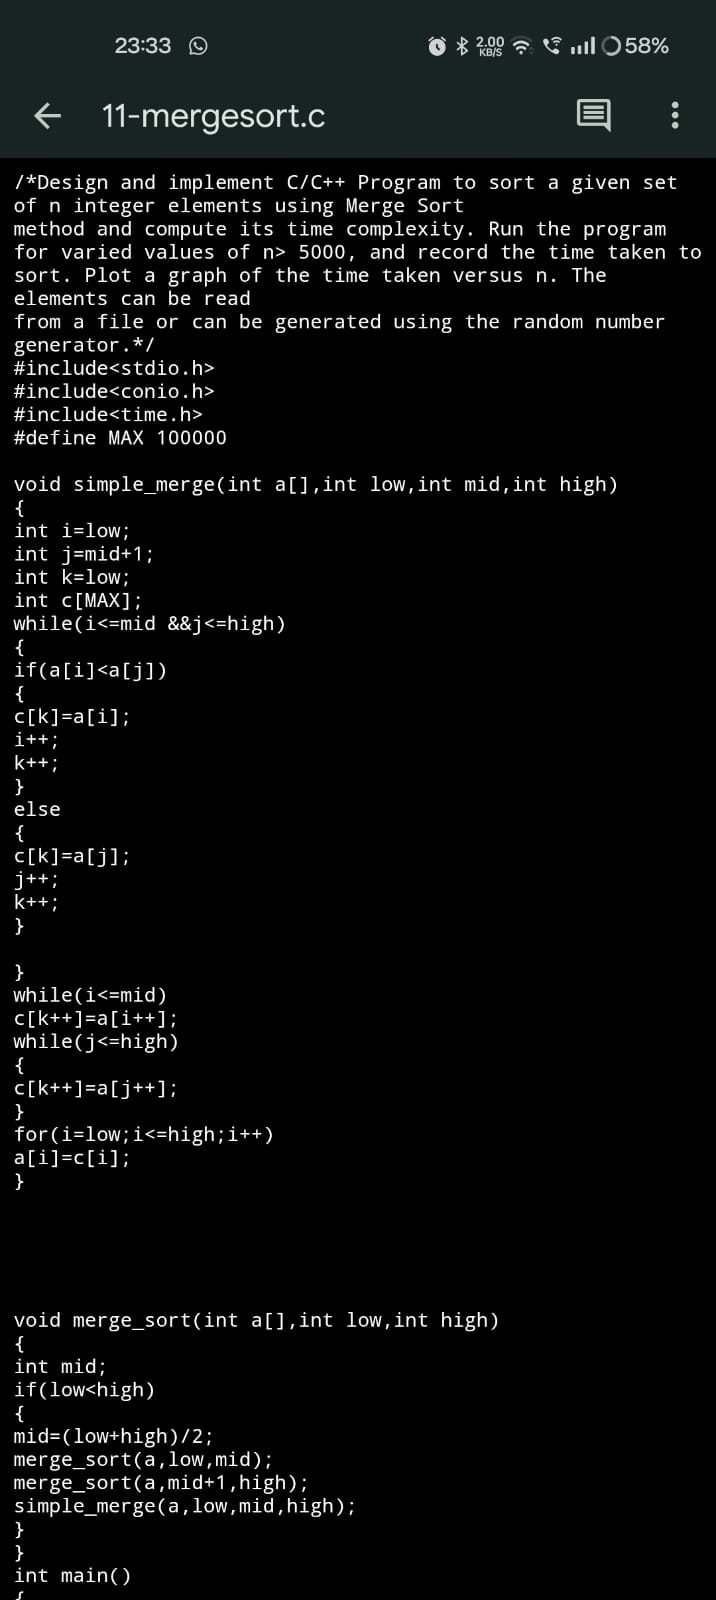 23:33 2.00 KB/S 58%
11-mergesort.c
/*Design and implement C/C++ Program to sort a given set
of n integer elements using Merge Sort
method and compute its time complexity. Run the program
for varied values of n> 5000, and record the time taken to
sort. Plot a graph of the time taken versus n. The
elements can be read
from a file or can be generated using the random number
generator.*/
#include<stdio.h>
#include<conio.h>
#include<time.h>
#define MAX 100000
void simple_merge(int a[],int low,int mid,int high)
{
int i=low;
int j=mid+1;
int k=low;
int c[MAX];
while(i<=mid &&j<=high)
{
if(a[i]<a[j])
{
c[k]=a[i];
i++;
k++;
}
else
{
c[k]=a[j];
j++;
k++;
}
}
while(i<=mid)
c[k++]=a[i++];
while(j<=high)
{
c[k++]=a[j++];
}
for(i=low;i<=high;i++)
a[i]=c[i];
}
void merge_sort(int a[],int low,int high)
{
int mid;
if(low<high)
{
mid=(low+high)/2;
merge_sort(a,low,mid);
merge_sort(a,mid+1,high);
simple_merge(a,low,mid,high);
}
}
int main()
{